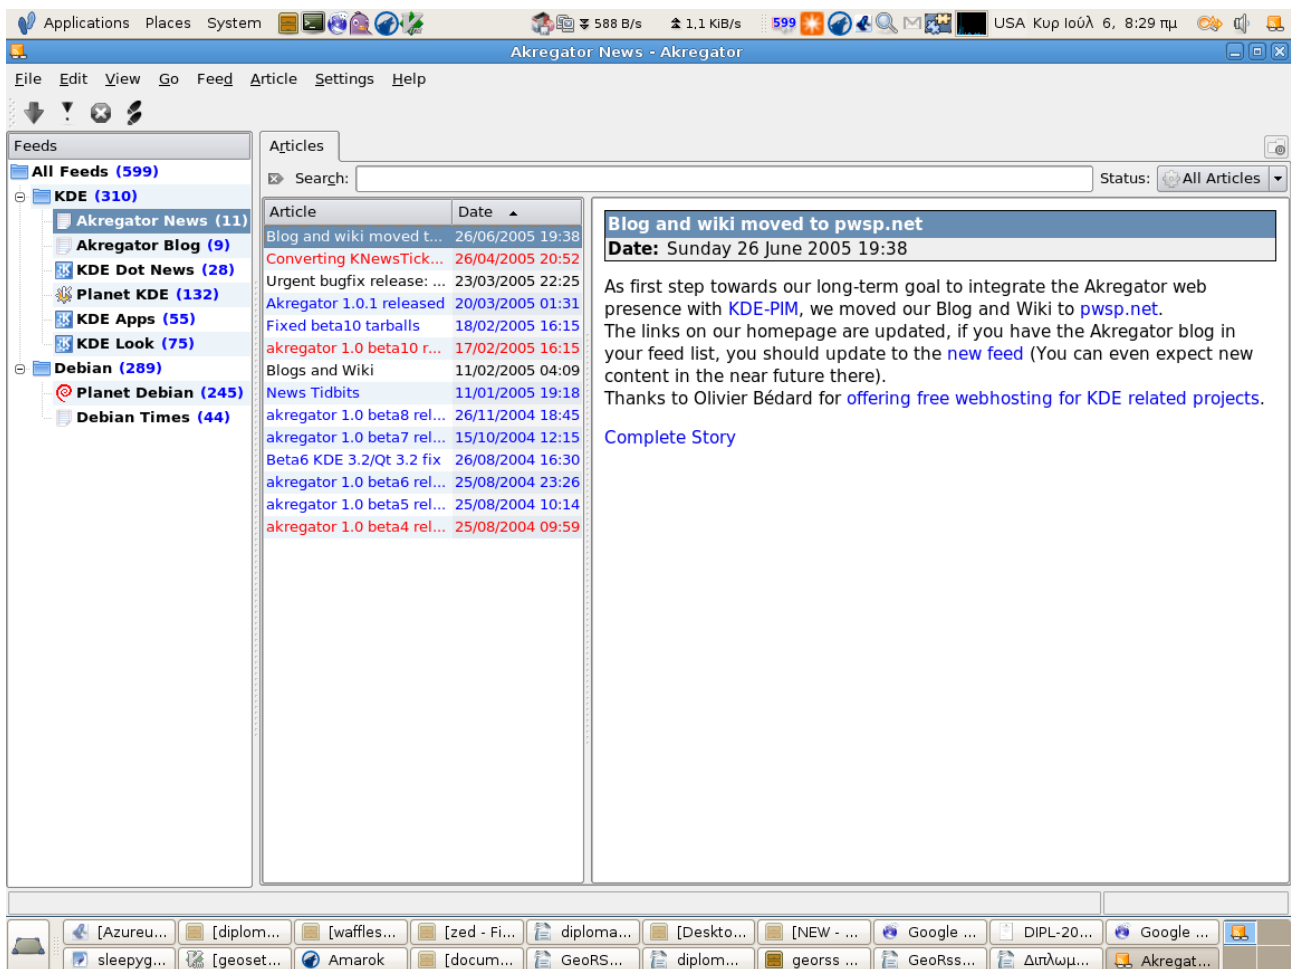 Applications Places System 588 B/s 1,1 KiB/s 599 USA Κυρ Ιούλ 6, 8:29 πμ
Akregator News - Akregator
File Edit View Go Feed Article Settings Help
Feeds
Articles
All Feeds (599)
KDE (310)
Akregator News (11)
Akregator Blog (9)
KDE Dot News (28)
Planet KDE (132)
KDE Apps (55)
KDE Look (75)
Debian (289)
Planet Debian (245)
Debian Times (44)
Search: Status: All Articles
Article Date
Blog and wiki moved t... 26/06/2005 19:38
Converting KNewsTick... 26/04/2005 20:52
Urgent bugfix release: ... 23/03/2005 22:25
Akregator 1.0.1 released 20/03/2005 01:31
Fixed beta10 tarballs 18/02/2005 16:15
akregator 1.0 beta10 r... 17/02/2005 16:15
Blogs and Wiki 11/02/2005 04:09
News Tidbits 11/01/2005 19:18
akregator 1.0 beta8 rel... 26/11/2004 18:45
akregator 1.0 beta7 rel... 15/10/2004 12:15
Beta6 KDE 3.2/Qt 3.2 fix 26/08/2004 16:30
akregator 1.0 beta6 rel... 25/08/2004 23:26
akregator 1.0 beta5 rel... 25/08/2004 10:14
akregator 1.0 beta4 rel... 25/08/2004 09:59
Blog and wiki moved to pwsp.net
Date: Sunday 26 June 2005 19:38
As first step towards our long-term goal to integrate the Akregator web
presence with KDE-PIM, we moved our Blog and Wiki to pwsp.net.
The links on our homepage are updated, if you have the Akregator blog in
your feed list, you should update to the new feed (You can even expect new
content in the near future there).
Thanks to Olivier Bédard for offering free webhosting for KDE related projects.
Complete Story
[Azureu... [diplom... [waffles... [zed - Fi... diploma... [Deskto... [NEW - ... Google ... DIPL-20... Google ...
sleepyg... [geoset... Amarok [docum... GeoRS... diplom... georss ... GeoRss... Διπλωμ... Akregat...